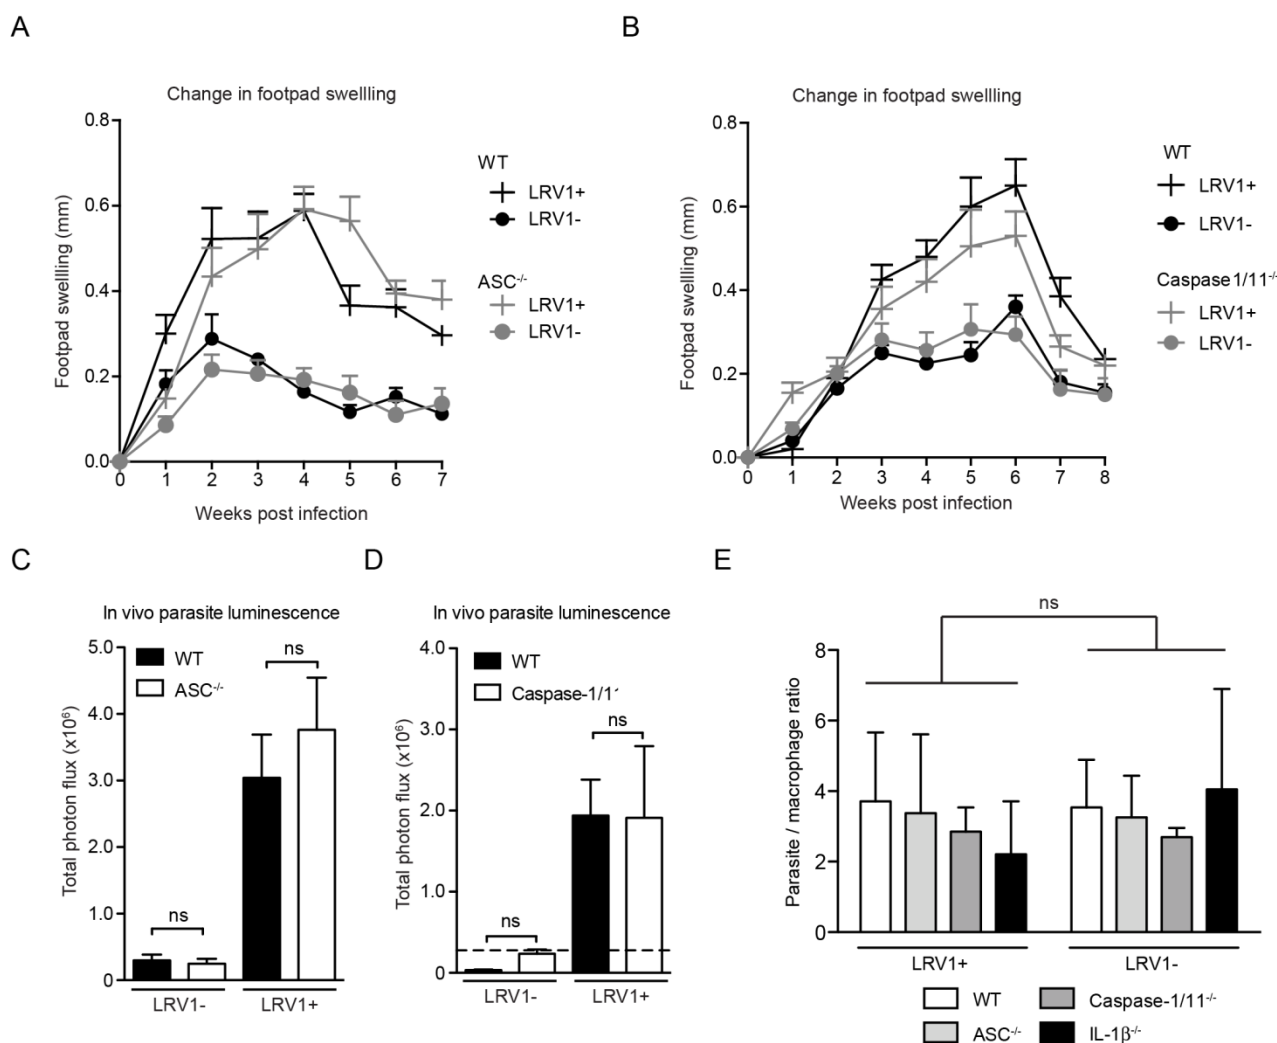 A
B
Change in footpad swellling
Change in footpad swellling
0.8
0.6
0.4
0.2
0.0
Footpad swellling (mm)
0 1 2 3 4 5 6 7
Weeks post infection
WT
LRV1+
LRV1-
ASC-/-
LRV1+
LRV1-
0.8
0.6
0.4
0.2
0.0
Footpad swellling (mm)
0 1 2 3 4 5 6 7 8
Weeks post infection
WT
LRV1+
LRV1-
Caspase1/11-/-
LRV1+
LRV1-
C
D
E
In vivo parasite luminescence
5.0
4.0
3.0
2.0
1.0
0
Total photon flux (x10⁶)
WT
ASC-/-
ns
ns
LRV1- LRV1+
In vivo parasite luminescence
4.0
3.0
2.0
1.0
0
Total photon flux (x10⁶)
WT
Caspase-1/1
ns
ns
LRV1- LRV1+
ns
8
6
4
2
0
Parasite / macrophage ratio
LRV1+ LRV1-
WT Caspase-1/11-/-
ASC-/- IL-1β-/-